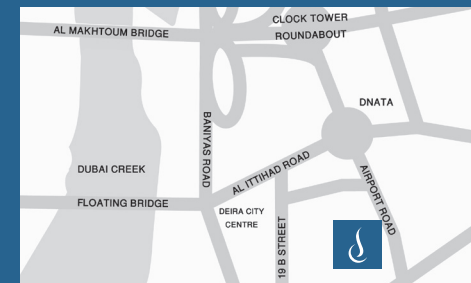 CLOCK TOWER
ROUNDABOUT
AL MAKHTOUM BRIDGE
DNATA
BANIYAS ROAD
AL ITTIHAD ROAD
DUBAI CREEK
AIRPORT ROAD
FLOATING BRIDGE
DEIRA CITY
CENTRE
19 B STREET